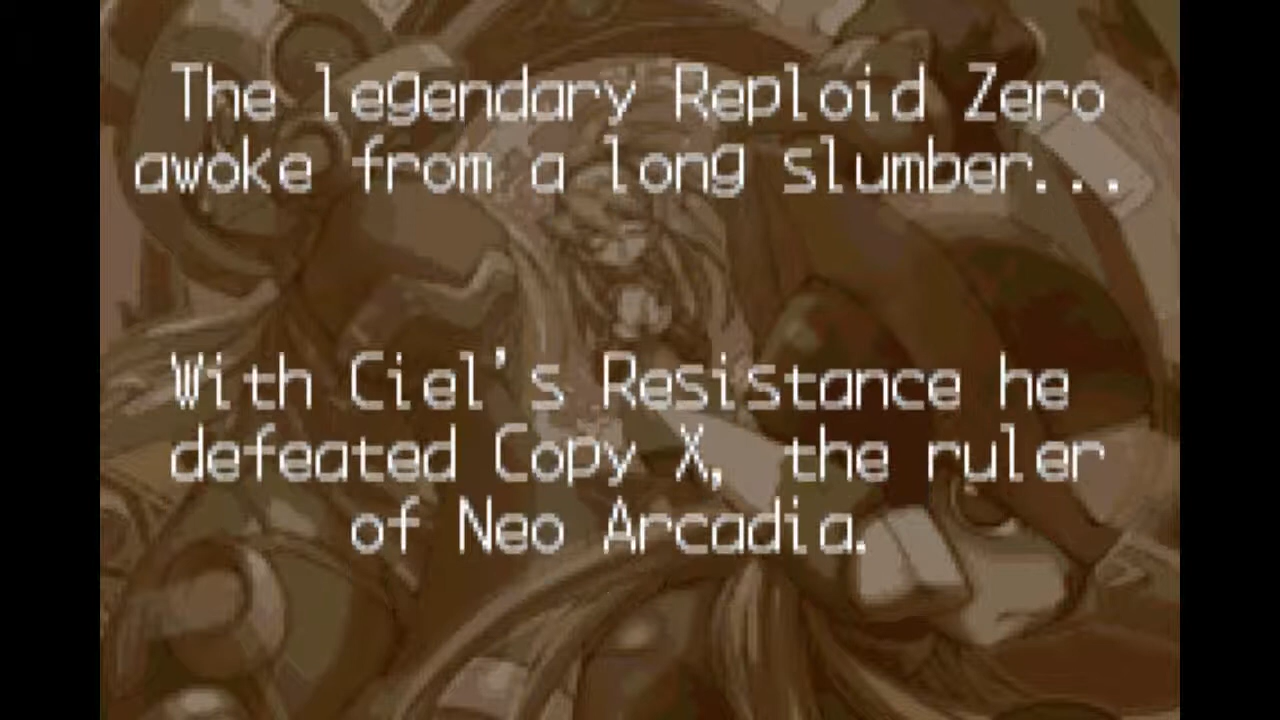 The legendary Reploid Zero
awoke from a long slumber...
With Ciel's Resistance he
defeated Copy X, the ruler
of Neo Arcadia.